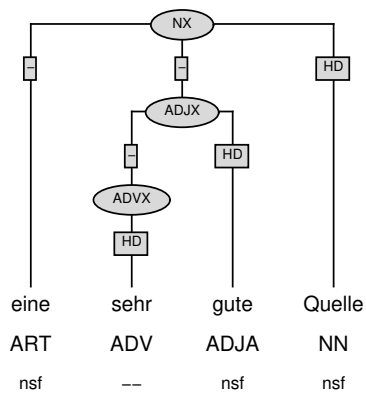 NX
– – HD
ADJX
– HD
ADVX
HD
eine sehr gute Quelle
ART ADV ADJA NN
nsf –– nsf nsf